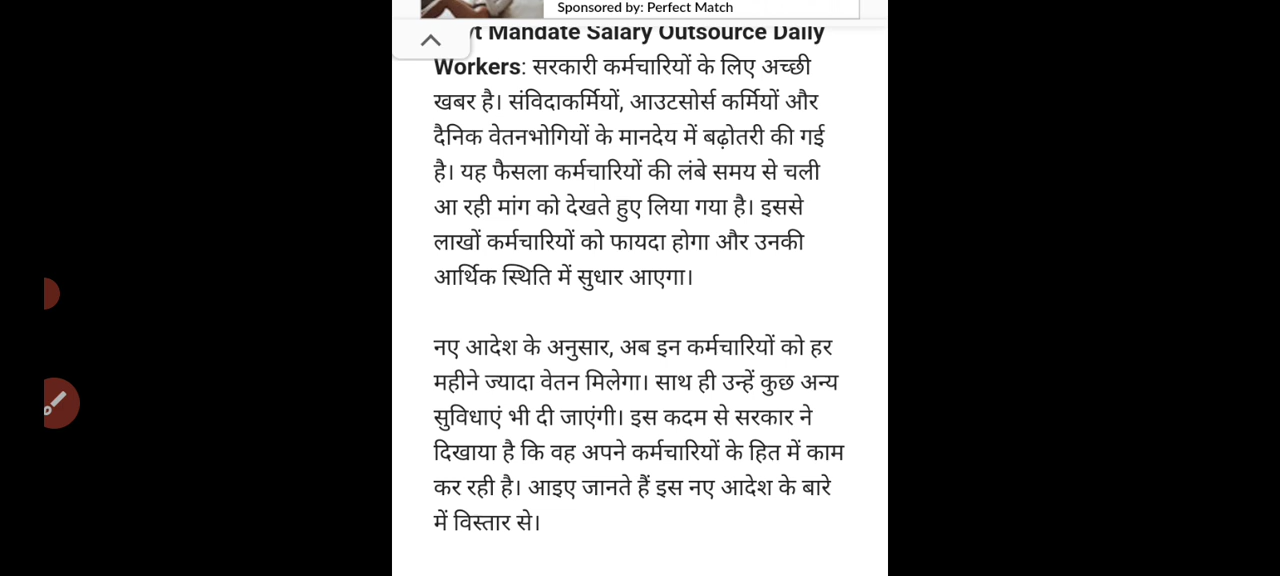 Sponsored by: Perfect Match
Mandate Salary Outsource Daily
Workers: सरकारी कर्मचारियों के लिए अच्छी
खबर है। संविदाकर्मियों, आउटसोर्स कर्मियों और
दैनिक वेतनभोगियों के मानदेय में बढ़ोतरी की गई
है। यह फैसला कर्मचारियों की लंबे समय से चली
आ रही मांग को देखते हुए लिया गया है। इससे
लाखों कर्मचारियों को फायदा होगा और उनकी
आर्थिक स्थिति में सुधार आएगा।
नए आदेश के अनुसार, अब इन कर्मचारियों को हर
महीने ज्यादा वेतन मिलेगा। साथ ही उन्हें कुछ अन्य
सुविधाएं भी दी जाएंगी। इस कदम से सरकार ने
दिखाया है कि वह अपने कर्मचारियों के हित में काम
कर रही है। आइए जानते हैं इस नए आदेश के बारे
में विस्तार से।